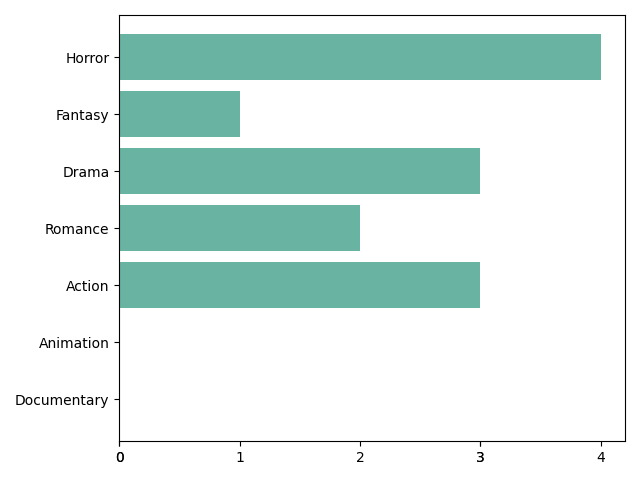 Horror
Fantasy
Drama
Romance
Action
Animation
Documentary
0 1 2 3 4